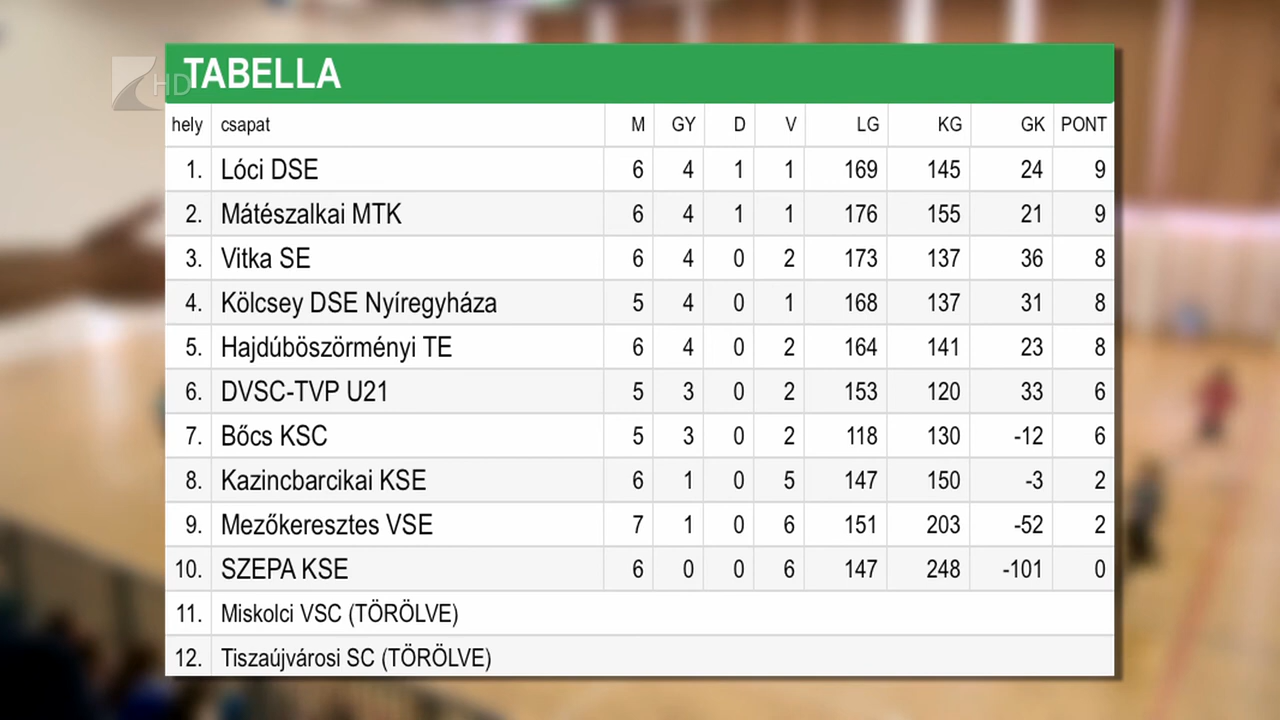 HD
TABELLA
hely csapat M GY D V LG KG GK PONT
1. Lóci DSE 6 4 1 1 169 145 24 9
2. Mátészalkai MTK 6 4 1 1 176 155 21 9
3. Vitka SE 6 4 0 2 173 137 36 8
4. Kölcsey DSE Nyíregyháza 5 4 0 1 168 137 31 8
5. Hajdúböszörményi TE 6 4 0 2 164 141 23 8
6. DVSC-TVP U21 5 3 0 2 153 120 33 6
7. Bőcs KSC 5 3 0 2 118 130 -12 6
8. Kazincbarcikai KSE 6 1 0 5 147 150 -3 2
9. Mezőkeresztes VSE 7 1 0 6 151 203 -52 2
10. SZEPA KSE 6 0 0 6 147 248 -101 0
11. Miskolci VSC (TÖRÖLVE)
12. Tiszaújvárosi SC (TÖRÖLVE)